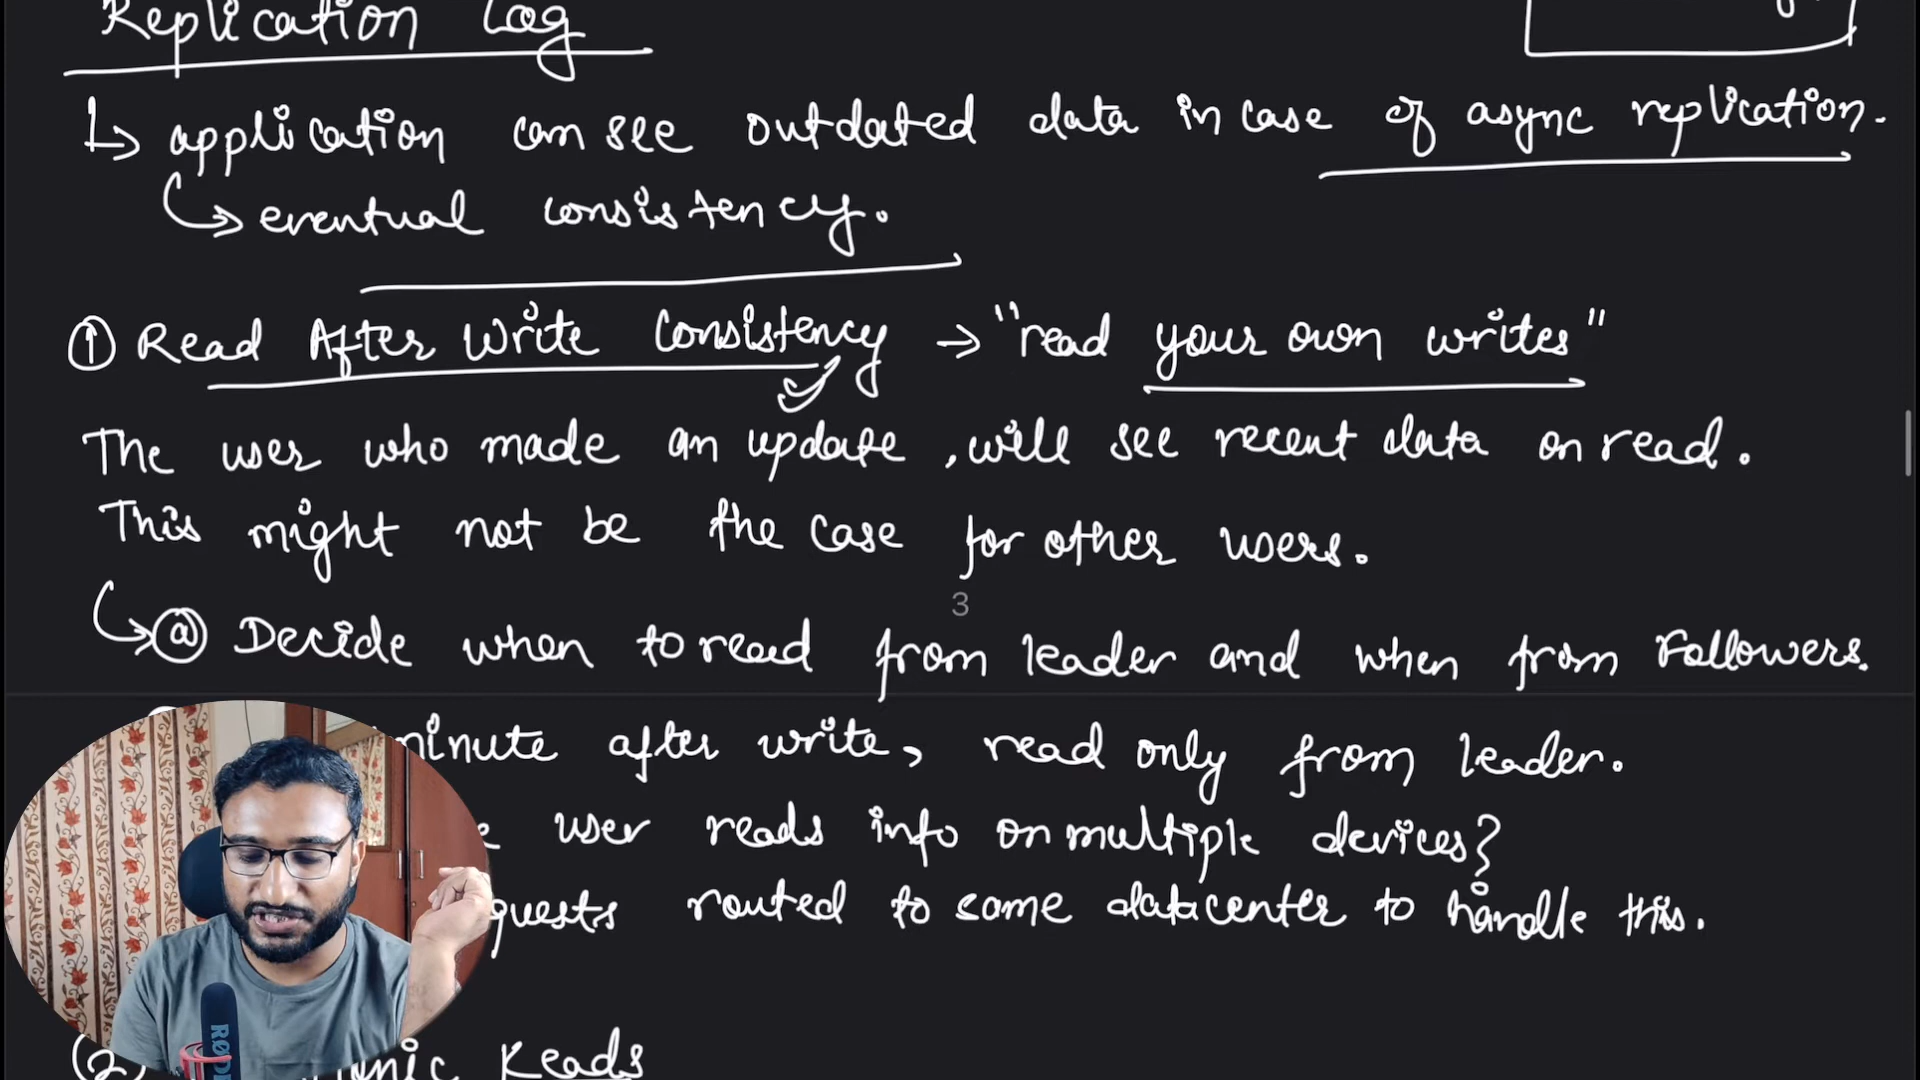 Replication Lag
↳ application can see outdated data in case of async replication.
↳ eventual consistency.
① Read After Write Consistency → "read your own writes"
The user who made an update, will see recent data on read.
This might not be the case for other users.
3
↳ ⓐ Decide when to read from leader and when from Followers.
minute after write, read only from leader.
user reads info on multiple devices?
routed to same datacenter to handle this.
(2) Reads
RØDE